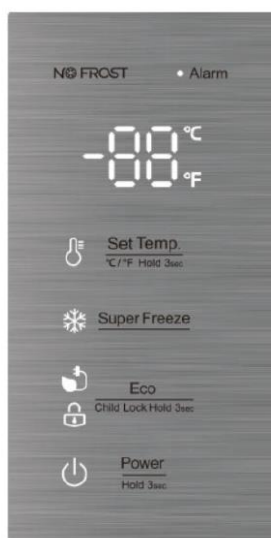 NO FROST
Alarm
-88 °C
°F
Set Temp.
°C/°F Hold 3sec
Super Freeze
Eco
Child Lock Hold 3sec
Power
Hold 3sec